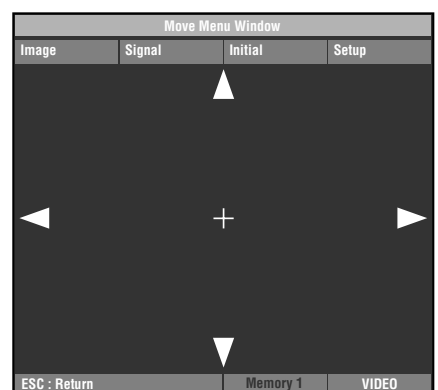 Move Menu Window
Image Signal Initial Setup
ESC : Return Memory 1 VIDEO